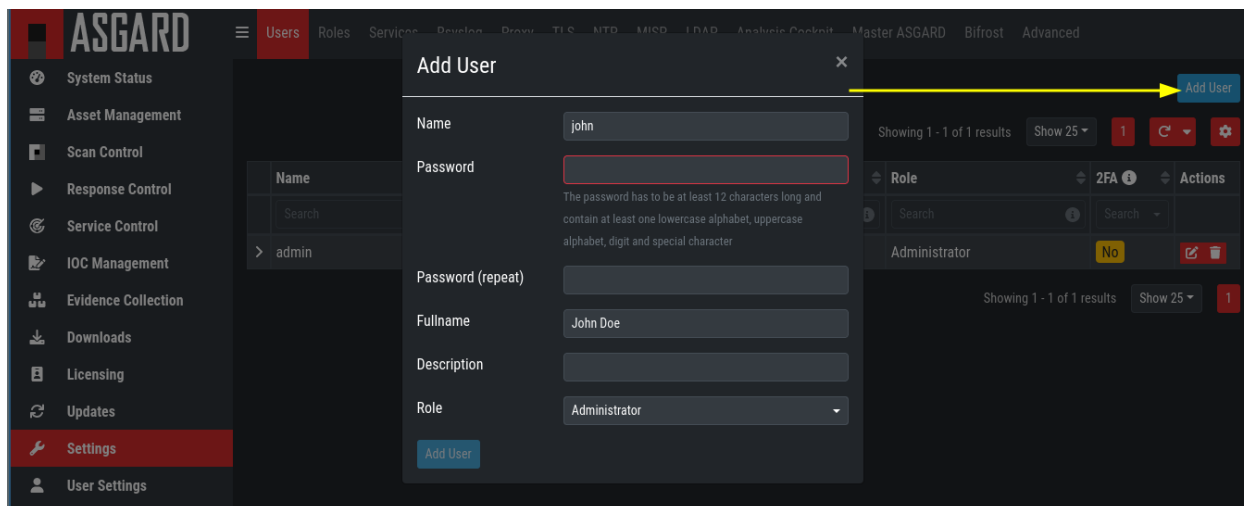 ASGARD
Users Roles Services Rsyslog Proxy TLS NTP MISP LDAP Analysis Cockpit Master ASGARD Bifrost Advanced
System Status
Asset Management
Scan Control
Response Control
Service Control
IOC Management
Evidence Collection
Downloads
Licensing
Updates
Settings
User Settings
Add User
Showing 1 - 1 of 1 results Show 25 1
Name Role 2FA Actions
Search Search Search
admin Administrator No
Showing 1 - 1 of 1 results Show 25 1
Add User ×
Name john
Password
The password has to be at least 12 characters long and
contain at least one lowercase alphabet, uppercase
alphabet, digit and special character
Password (repeat)
Fullname John Doe
Description
Role Administrator
Add User